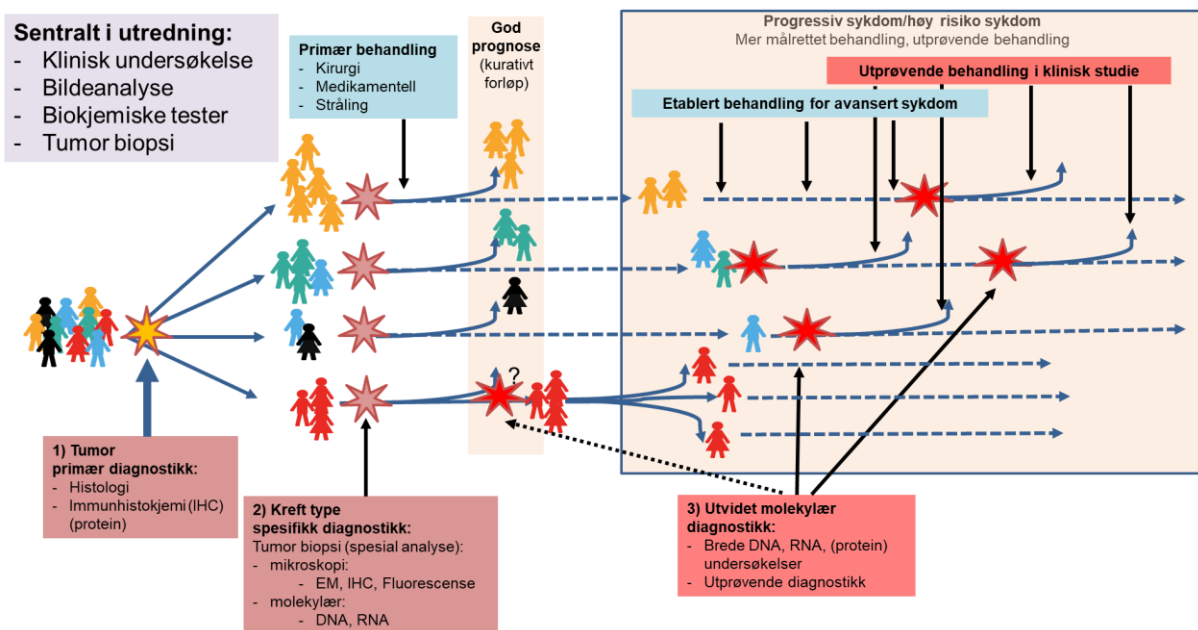 Sentralt i utredning:
- Klinisk undersøkelse
- Bildeanalyse
- Biokjemiske tester
- Tumor biopsi
Primær behandling
- Kirurgi
- Medikamentell
- Stråling
God
prognose
(kurativt
forløp)
Progressiv sykdom/høy risiko sykdom
Mer målrettet behandling, utprøvende behandling
Utprøvende behandling i klinisk studie
Etablert behandling for avansert sykdom
?
1) Tumor
primær diagnostikk:
- Histologi
- Immunhistokjemi (IHC)
(protein)
2) Kreft type
spesifikk diagnostikk:
Tumor biopsi (spesial analyse):
- mikroskopi:
- EM, IHC, Fluorescense
- molekylær:
- DNA, RNA
3) Utvidet molekylær
diagnostikk:
- Brede DNA, RNA, (protein)
undersøkelser
- Utprøvende diagnostikk